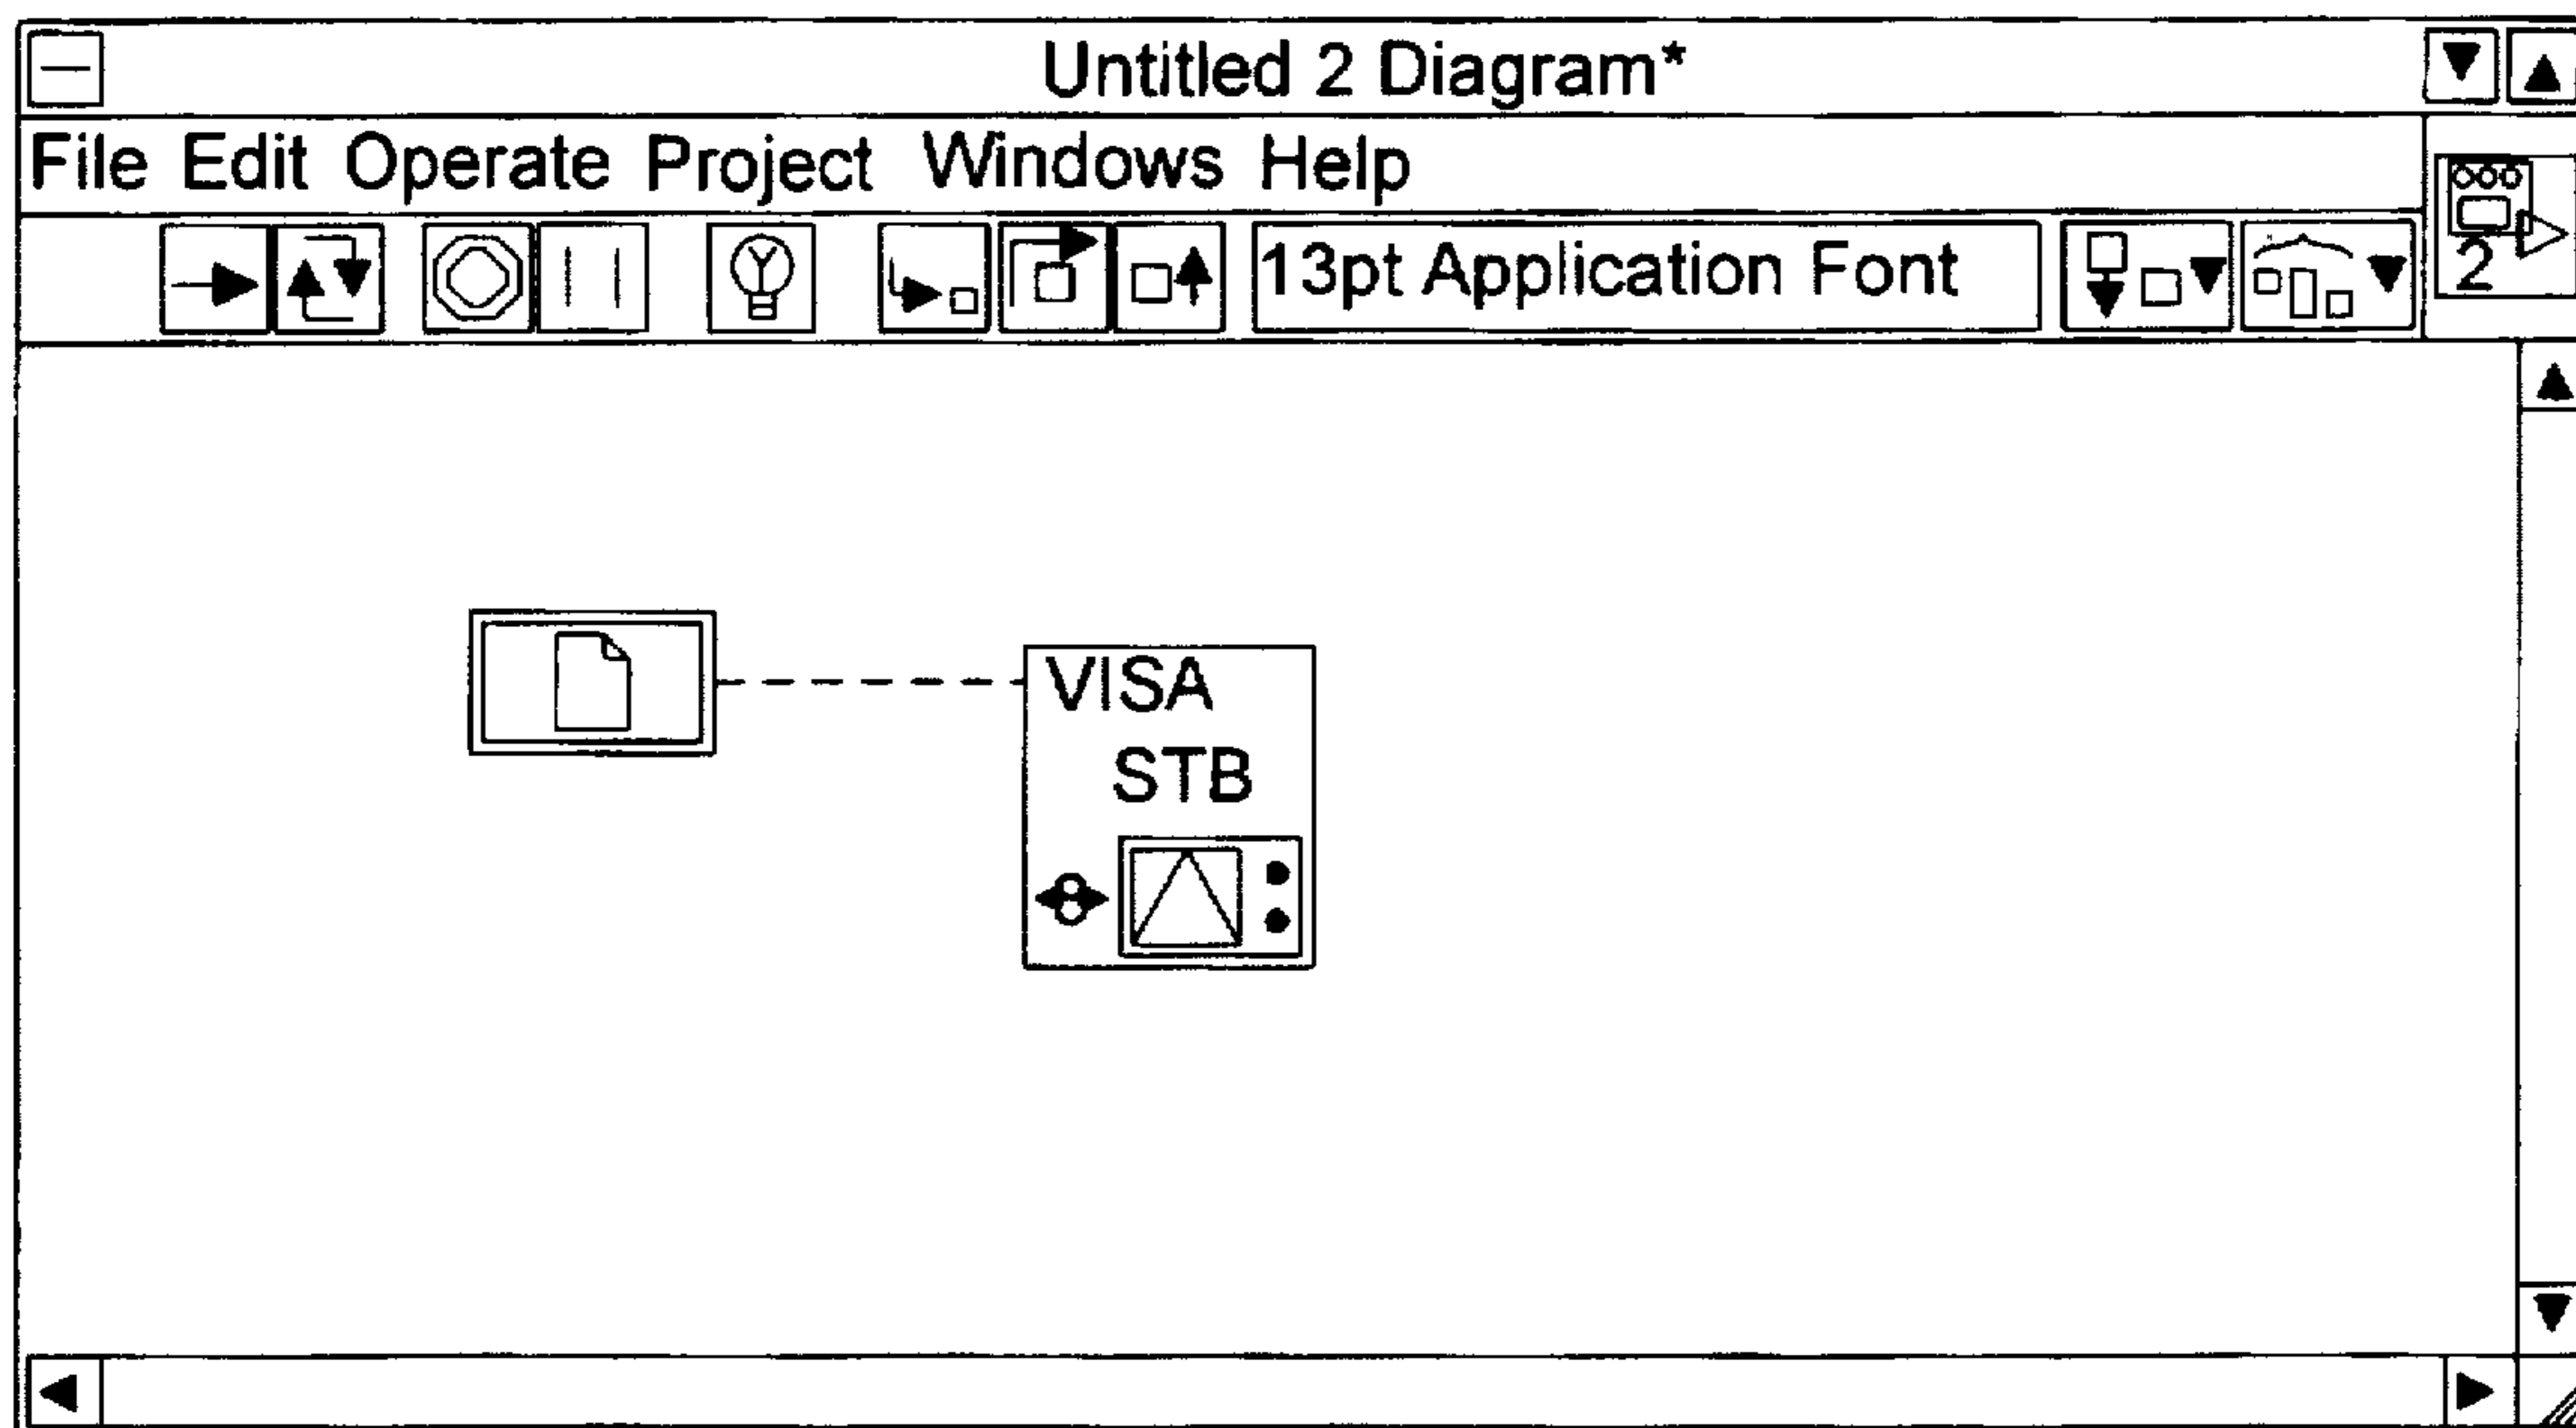 Untitled 2 Diagram*
File Edit Operate Project Windows Help
13pt Application Font
2
VISA
STB